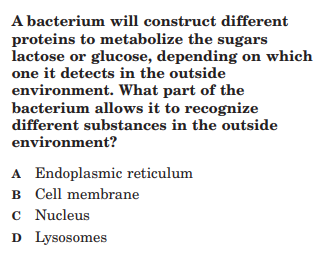 A bacterium will construct different
proteins to metabolize the sugars
lactose or glucose, depending on which
one it detects in the outside
environment. What part of the
bacterium allows it to recognize
different substances in the outside
environment?
A Endoplasmic reticulum
B Cell membrane
C Nucleus
D Lysosomes